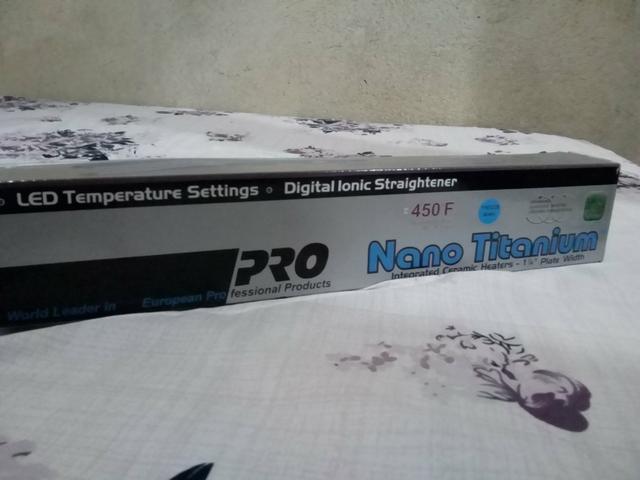 LED Temperature Settings • Digital Ionic Straightener
450 F
PRO
Nano Titanium
Integrated Ceramic Heaters - 1¼" Plate Width
World Leader in European Professional Products